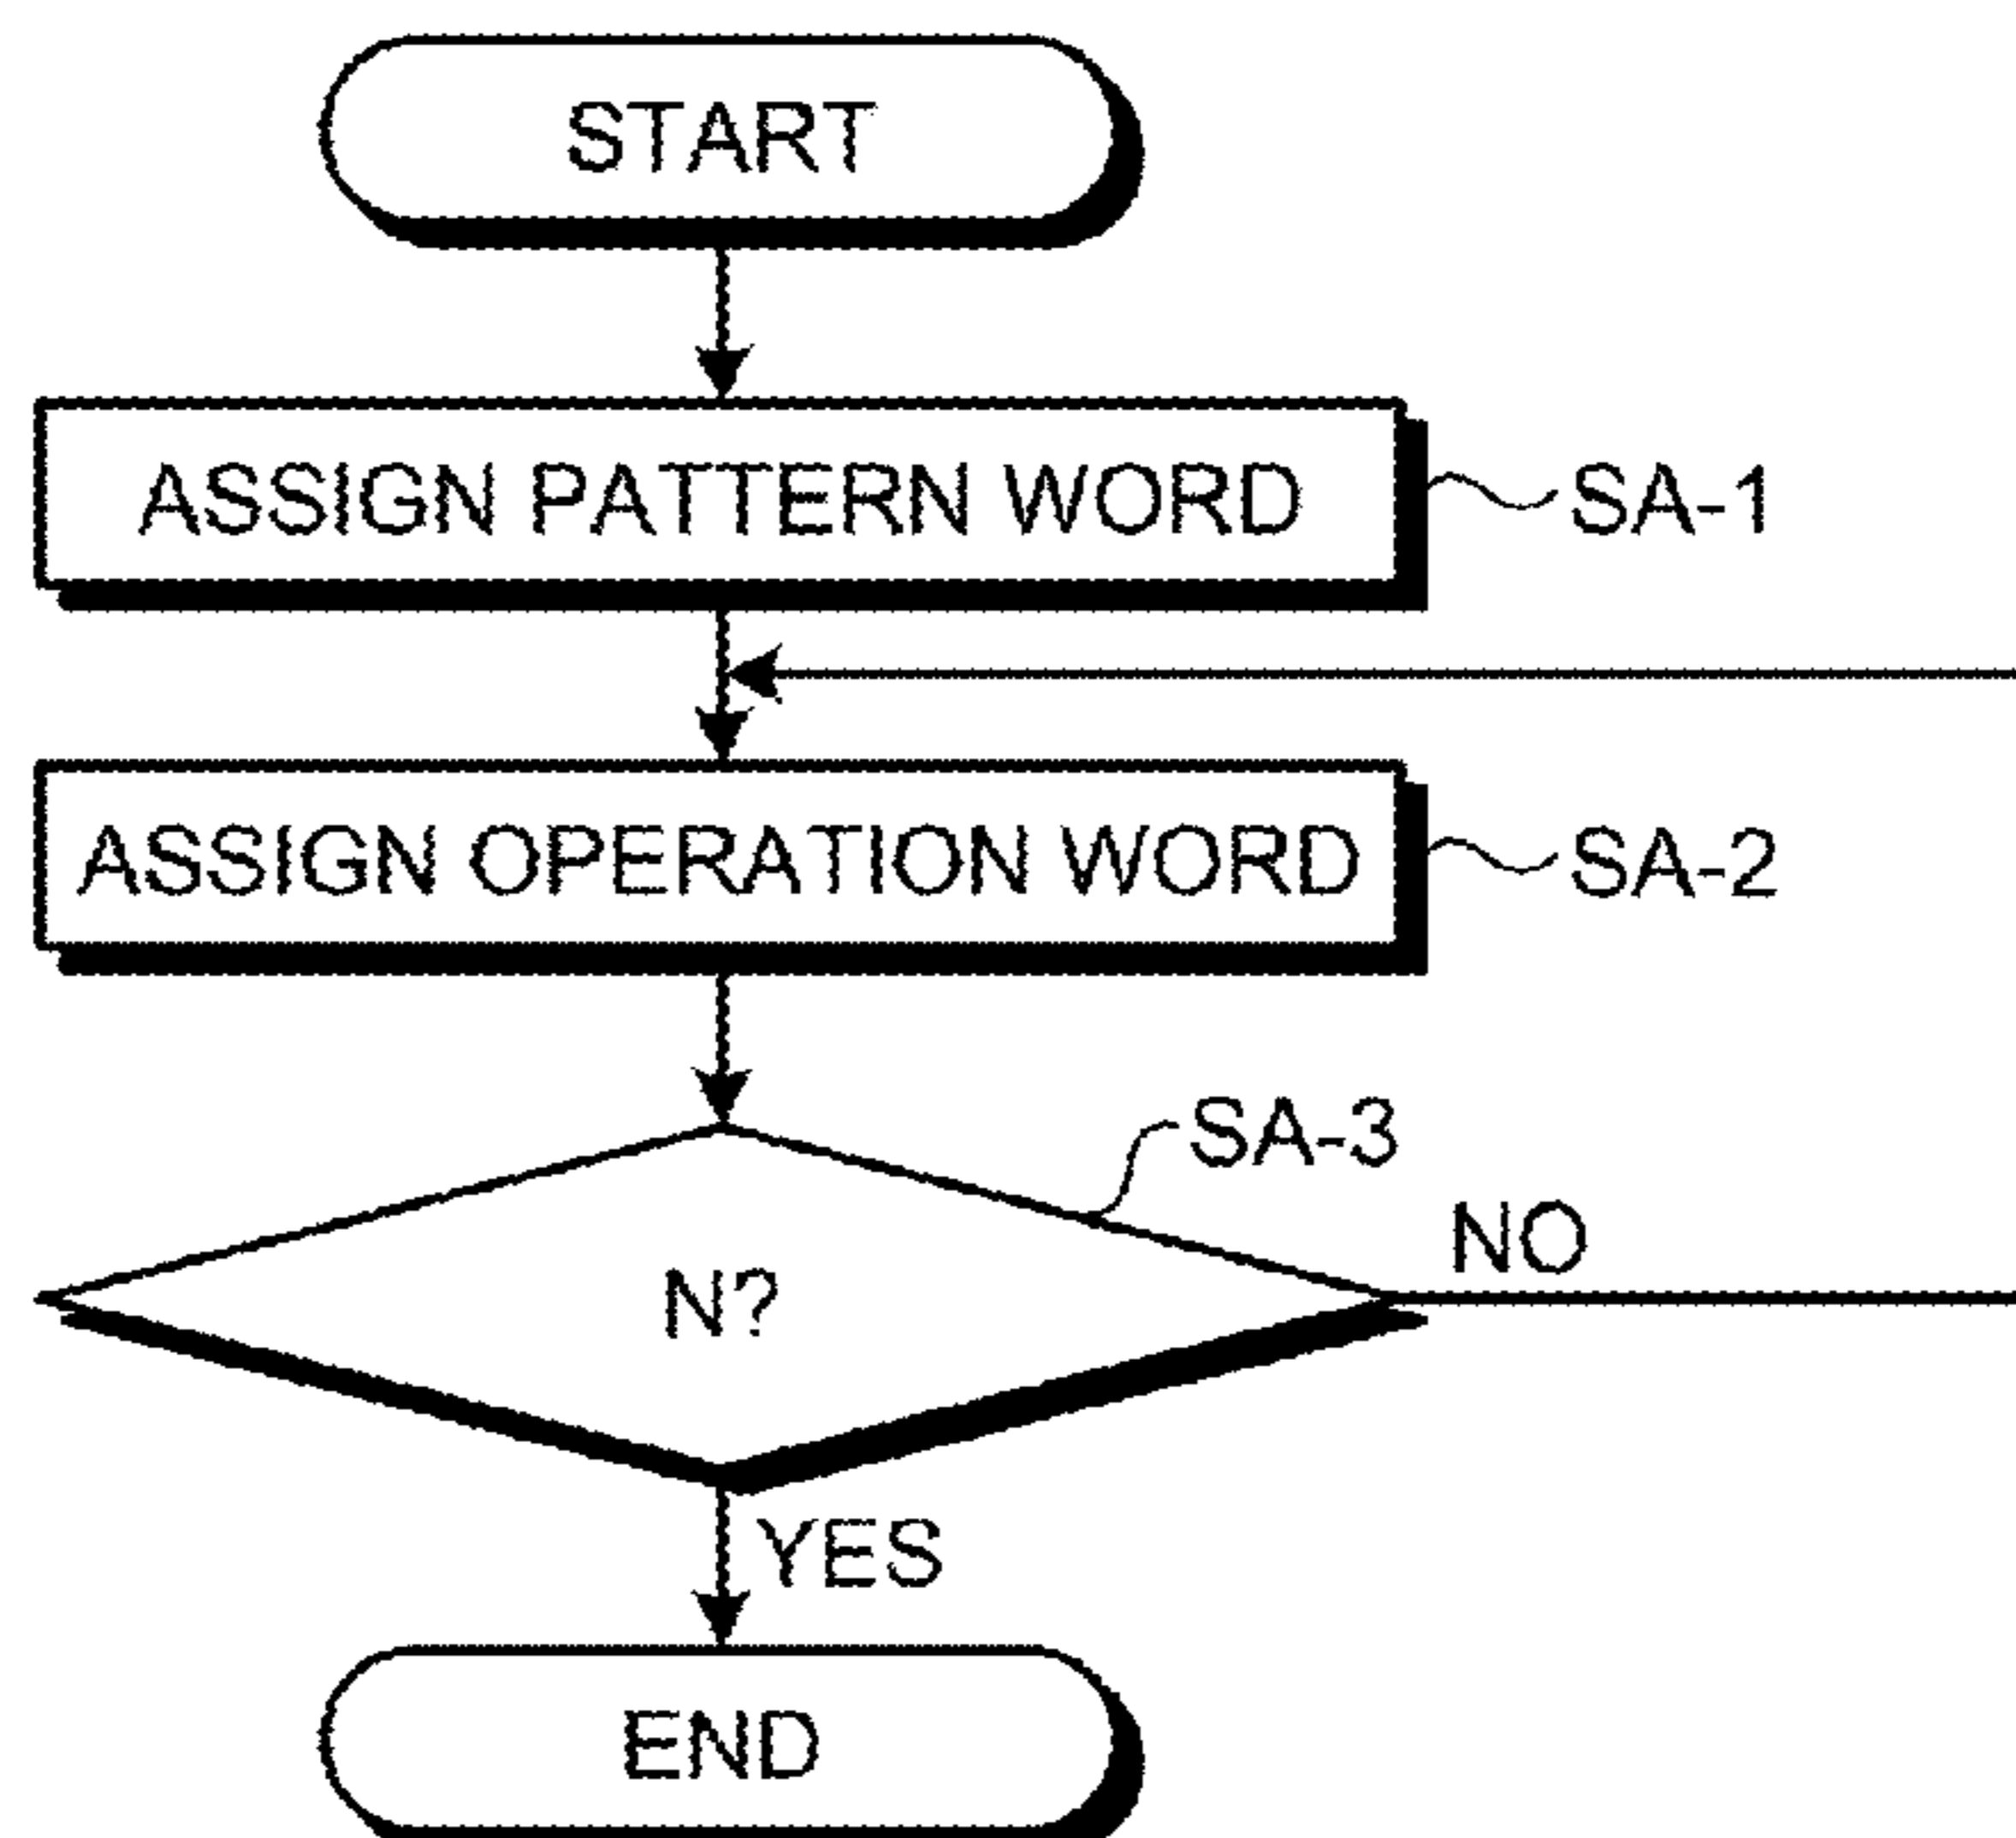 START
ASSIGN PATTERN WORD
SA-1
ASSIGN OPERATION WORD
SA-2
SA-3
N?
NO
YES
END